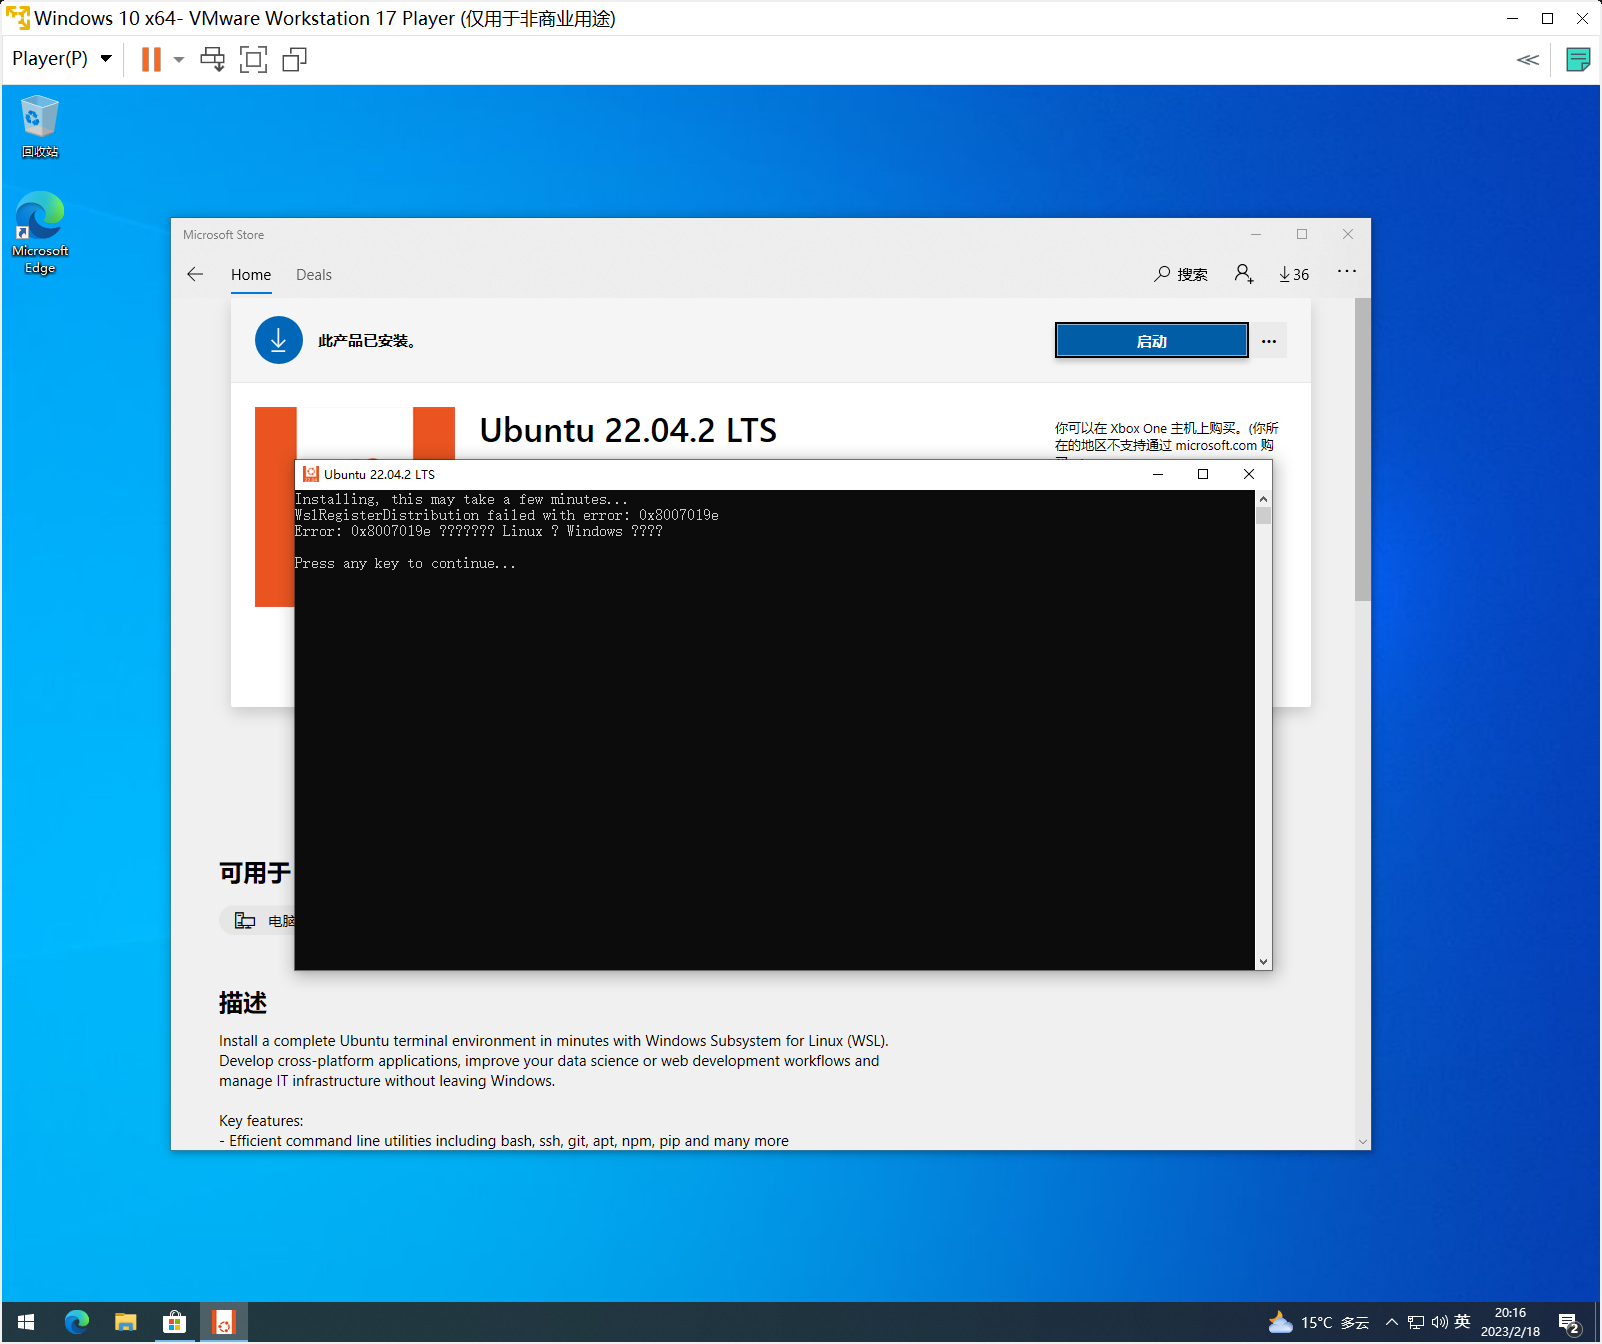 Windows 10 x64- VMware Workstation 17 Player (仅用于非商业用途)
Player(P)
回收站
Microsoft
Edge
Microsoft Store
Home
Deals
搜索
36
此产品已安装。
启动
Ubuntu 22.04.2 LTS
你可以在 Xbox One 主机上购买。(你所
在的地区不支持通过 microsoft.com 购
Ubuntu 22.04.2 LTS
Installing, this may take a few minutes...
WslRegisterDistribution failed with error: 0x8007019e
Error: 0x8007019e ??????? Linux ? Windows ????
Press any key to continue...
可用于
电脑
描述
Install a complete Ubuntu terminal environment in minutes with Windows Subsystem for Linux (WSL).
Develop cross-platform applications, improve your data science or web development workflows and
manage IT infrastructure without leaving Windows.
Key features:
- Efficient command line utilities including bash, ssh, git, apt, npm, pip and many more
15°C 多云
英
20:16
2023/2/18
2